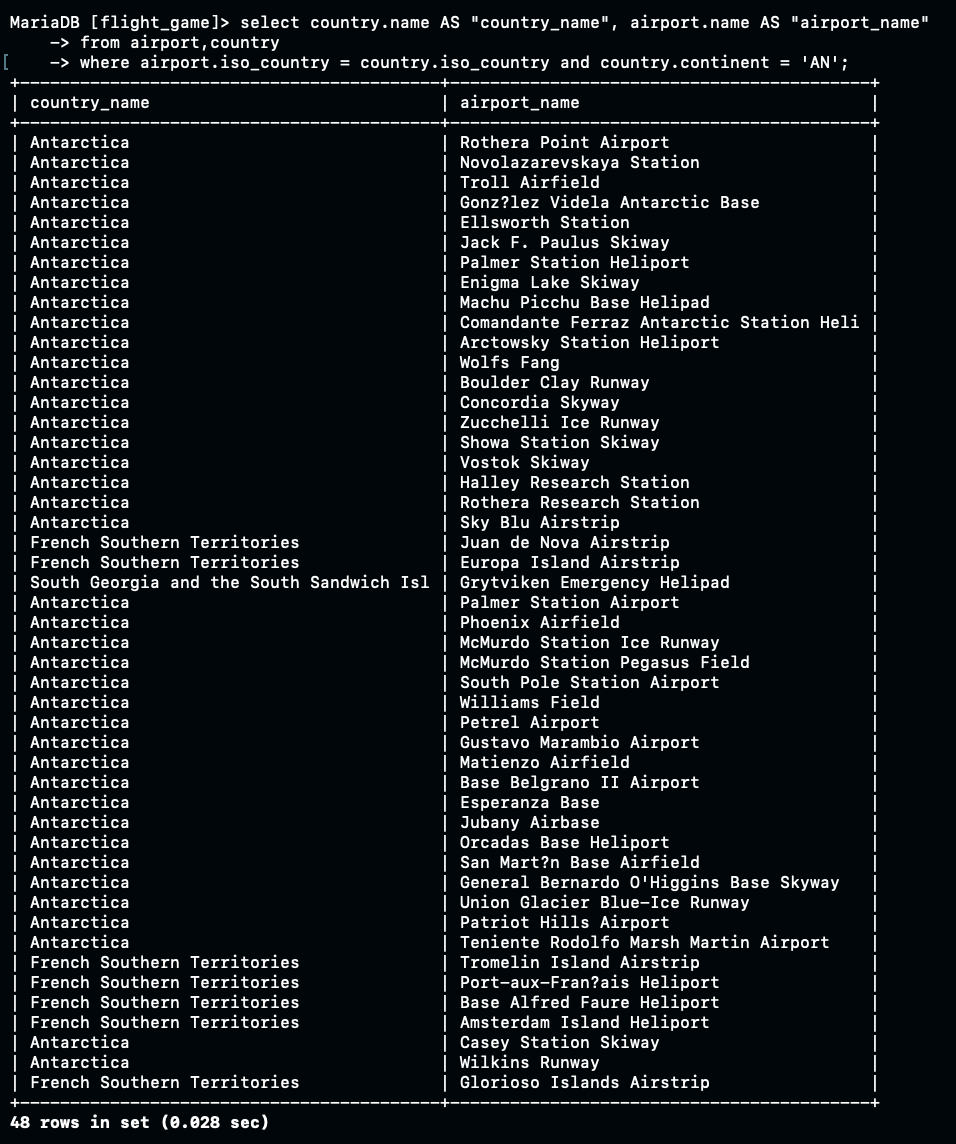 MariaDB [flight_game]> select country.name AS "country_name", airport.name AS "airport_name"
    -> from airport,country
[    -> where airport.iso_country = country.iso_country and country.continent = 'AN';
+------------------------------------------+------------------------------------------+
| country_name                             | airport_name                             |
+------------------------------------------+------------------------------------------+
| Antarctica                               | Rothera Point Airport                    |
| Antarctica                               | Novolazarevskaya Station                 |
| Antarctica                               | Troll Airfield                           |
| Antarctica                               | Gonz?lez Videla Antarctic Base           |
| Antarctica                               | Ellsworth Station                        |
| Antarctica                               | Jack F. Paulus Skiway                    |
| Antarctica                               | Palmer Station Heliport                  |
| Antarctica                               | Enigma Lake Skiway                       |
| Antarctica                               | Machu Picchu Base Helipad                |
| Antarctica                               | Comandante Ferraz Antarctic Station Heli |
| Antarctica                               | Arctowsky Station Heliport               |
| Antarctica                               | Wolfs Fang                               |
| Antarctica                               | Boulder Clay Runway                      |
| Antarctica                               | Concordia Skyway                         |
| Antarctica                               | Zucchelli Ice Runway                     |
| Antarctica                               | Showa Station Skiway                     |
| Antarctica                               | Vostok Skiway                            |
| Antarctica                               | Halley Research Station                  |
| Antarctica                               | Rothera Research Station                 |
| Antarctica                               | Sky Blu Airstrip                         |
| French Southern Territories              | Juan de Nova Airstrip                    |
| French Southern Territories              | Europa Island Airstrip                   |
| South Georgia and the South Sandwich Isl | Grytviken Emergency Helipad              |
| Antarctica                               | Palmer Station Airport                   |
| Antarctica                               | Phoenix Airfield                         |
| Antarctica                               | McMurdo Station Ice Runway               |
| Antarctica                               | McMurdo Station Pegasus Field            |
| Antarctica                               | South Pole Station Airport               |
| Antarctica                               | Williams Field                           |
| Antarctica                               | Petrel Airport                           |
| Antarctica                               | Gustavo Marambio Airport                 |
| Antarctica                               | Matienzo Airfield                        |
| Antarctica                               | Base Belgrano II Airport                 |
| Antarctica                               | Esperanza Base                           |
| Antarctica                               | Jubany Airbase                           |
| Antarctica                               | Orcadas Base Heliport                    |
| Antarctica                               | San Mart?n Base Airfield                 |
| Antarctica                               | General Bernardo O'Higgins Base Skyway   |
| Antarctica                               | Union Glacier Blue-Ice Runway            |
| Antarctica                               | Patriot Hills Airport                    |
| Antarctica                               | Teniente Rodolfo Marsh Martin Airport    |
| French Southern Territories              | Tromelin Island Airstrip                 |
| French Southern Territories              | Port-aux-Fran?ais Heliport               |
| French Southern Territories              | Base Alfred Faure Heliport               |
| French Southern Territories              | Amsterdam Island Heliport                |
| Antarctica                               | Casey Station Skiway                     |
| Antarctica                               | Wilkins Runway                           |
| French Southern Territories              | Glorioso Islands Airstrip                |
+------------------------------------------+------------------------------------------+
48 rows in set (0.028 sec)